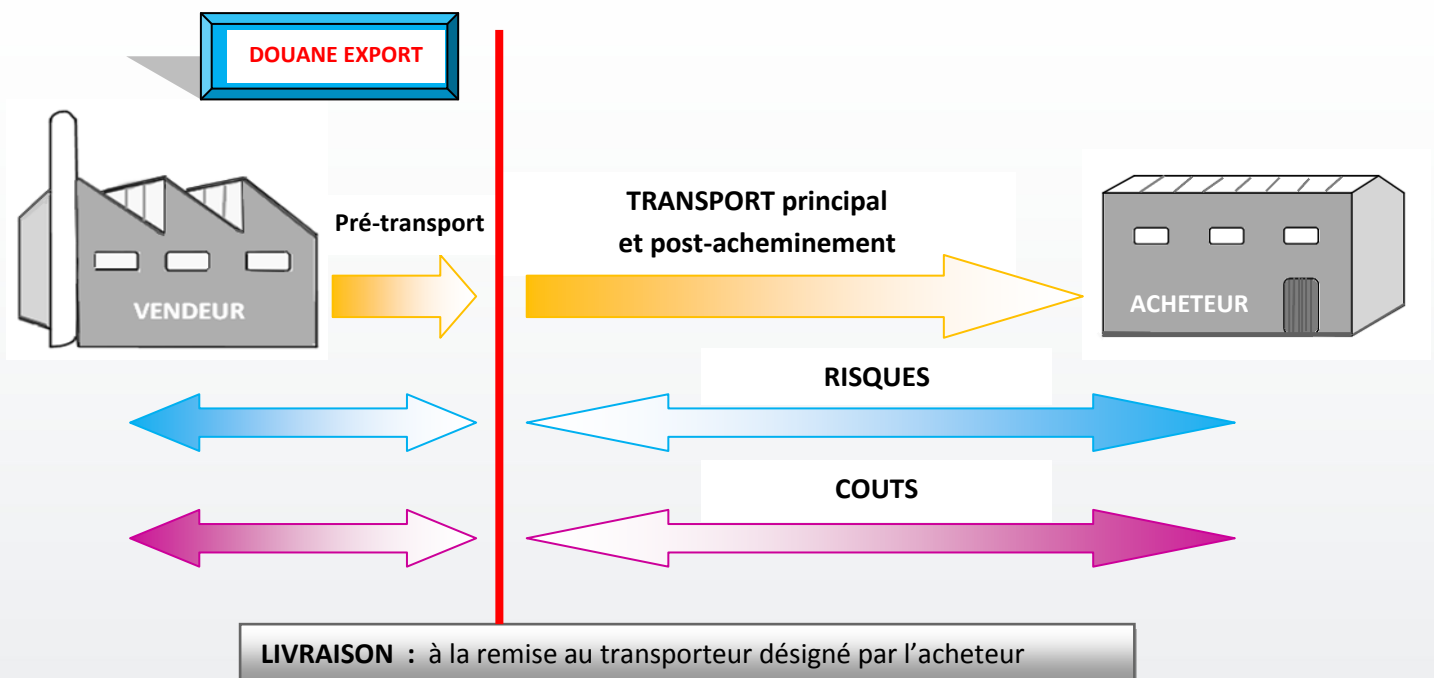 DOUANE EXPORT
Pré-transport
TRANSPORT principal
et post-acheminement
VENDEUR
ACHETEUR
RISQUES
COUTS
LIVRAISON : à la remise au transporteur désigné par l’acheteur